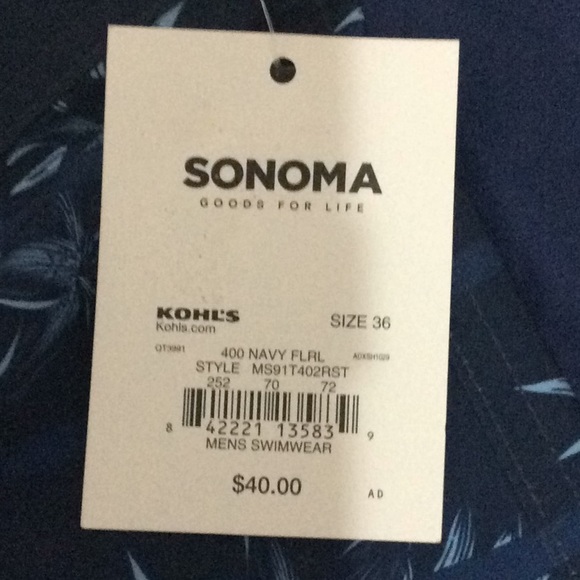 SONOMA
GOODS FOR LIFE
KOHL'S
Kohl's.com
SIZE 36
400 NAVY FLRL
STYLE MS91T402RST
252 70 72
8 42221 13583 9
MENS SWIMWEAR
$40.00
AD